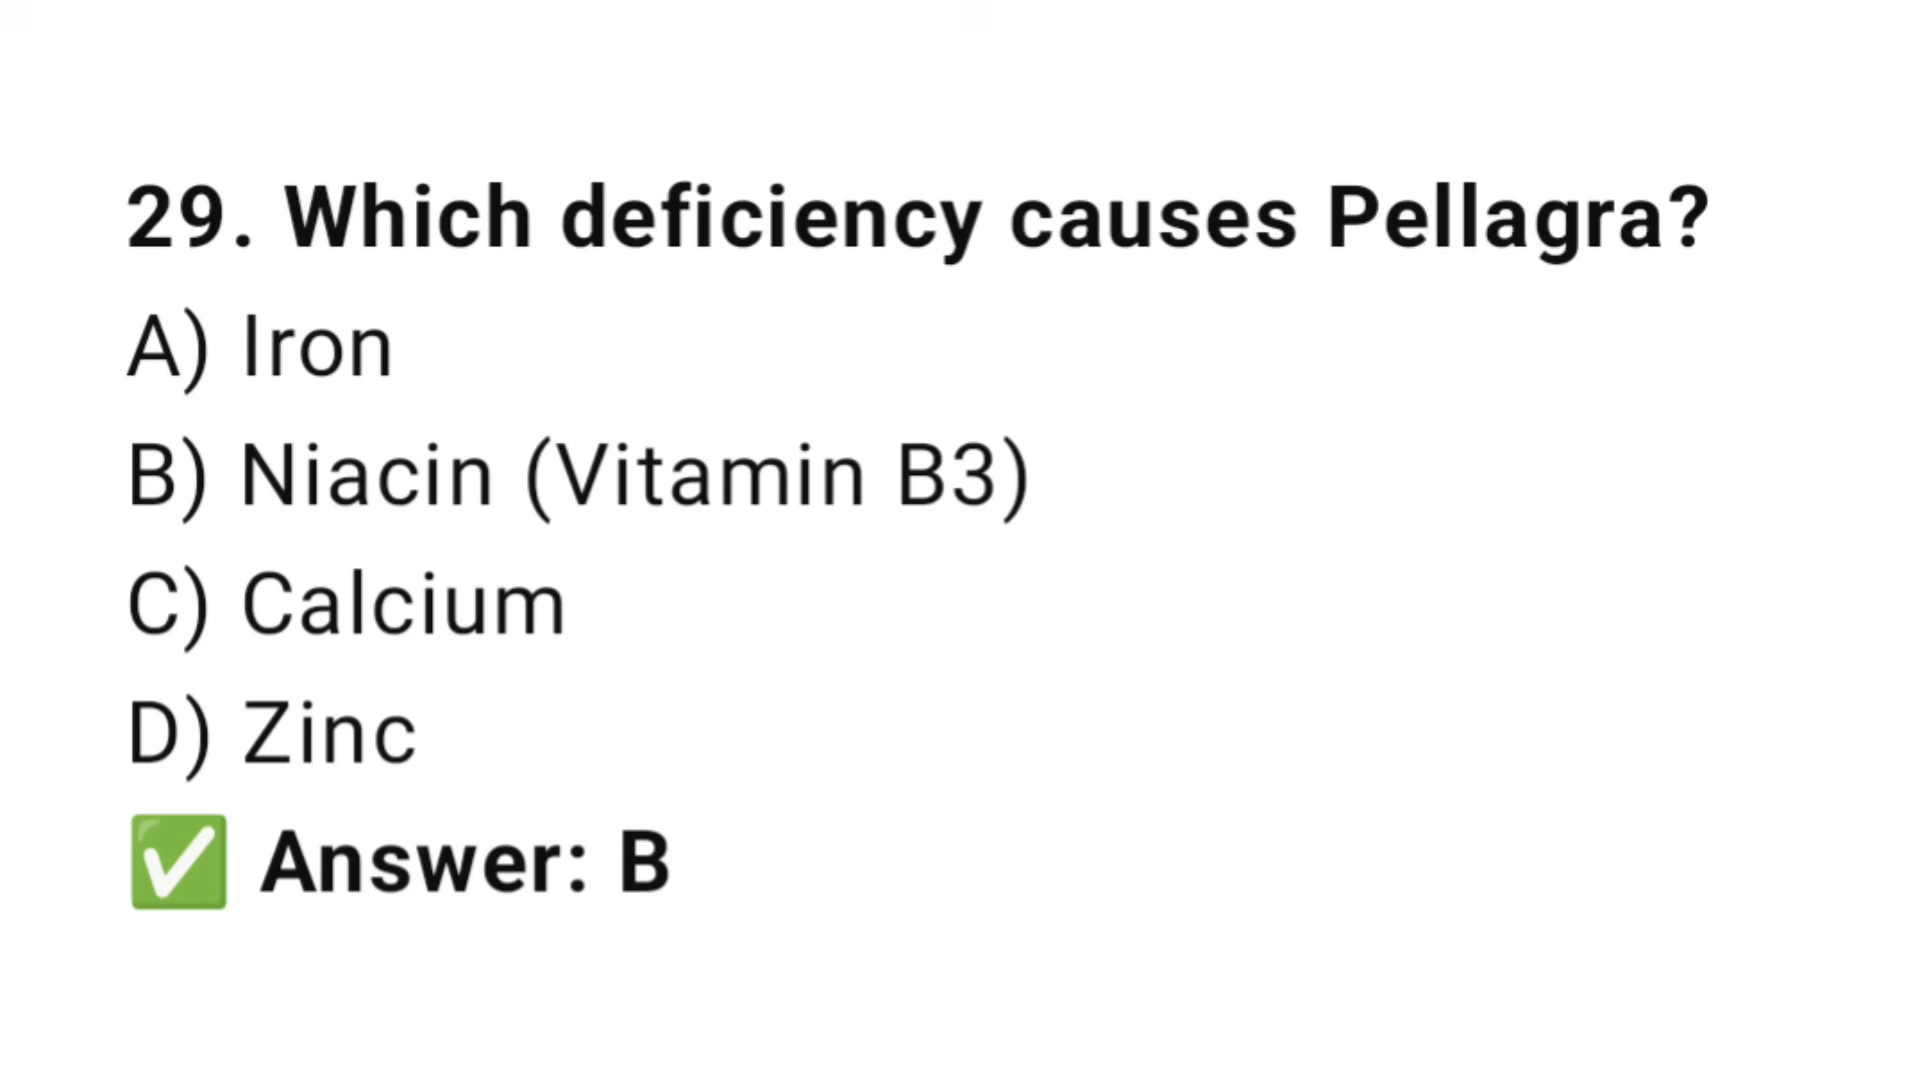 29. Which deficiency causes Pellagra?
A) Iron
B) Niacin (Vitamin B3)
C) Calcium
D) Zinc
✅ Answer: B